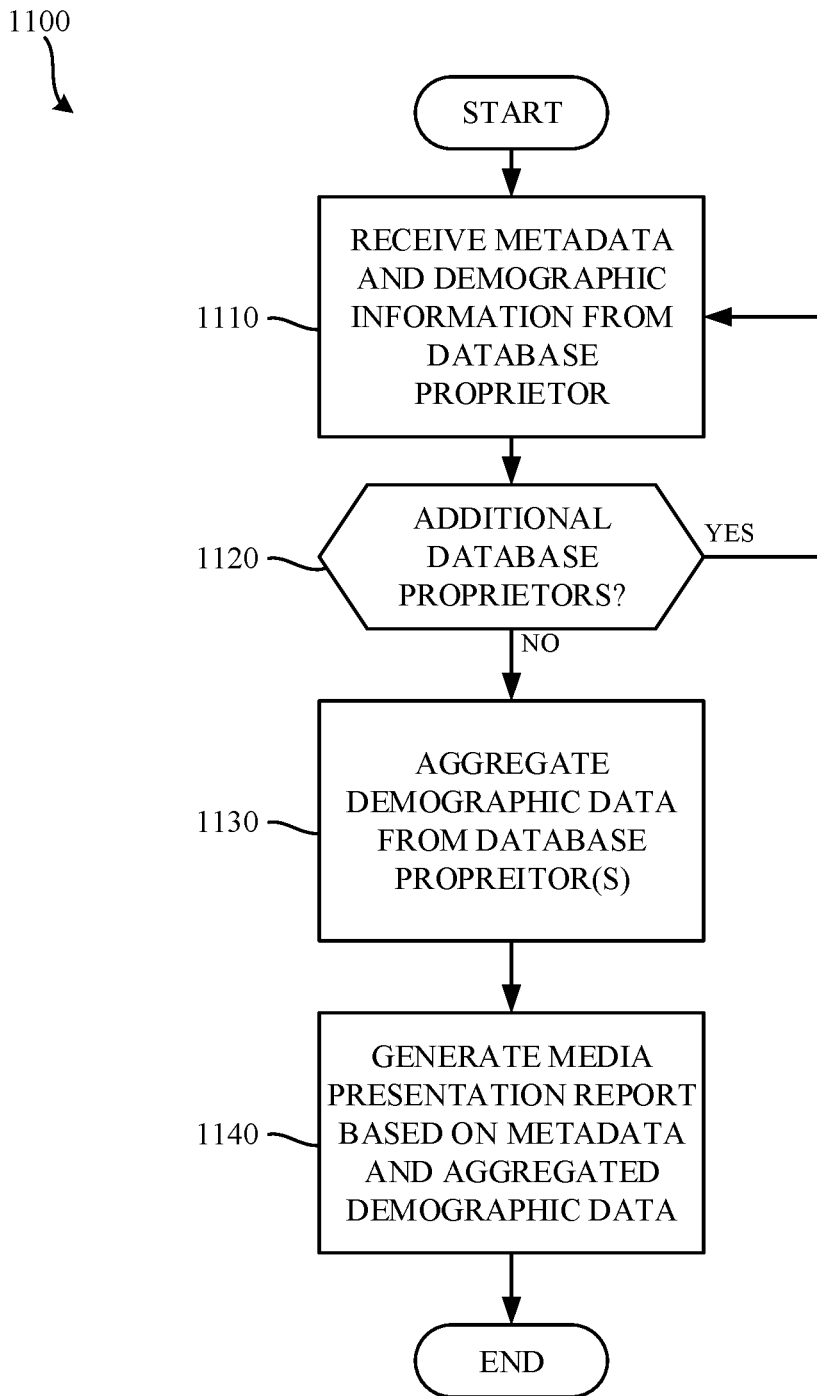 1100
START
RECEIVE METADATA
AND DEMOGRAPHIC
INFORMATION FROM
DATABASE
PROPRIETOR
1110
ADDITIONAL
DATABASE
PROPRIETORS?
1120
YES
NO
AGGREGATE
DEMOGRAPHIC DATA
FROM DATABASE
PROPREITOR(S)
1130
GENERATE MEDIA
PRESENTATION REPORT
BASED ON METADATA
AND AGGREGATED
DEMOGRAPHIC DATA
1140
END